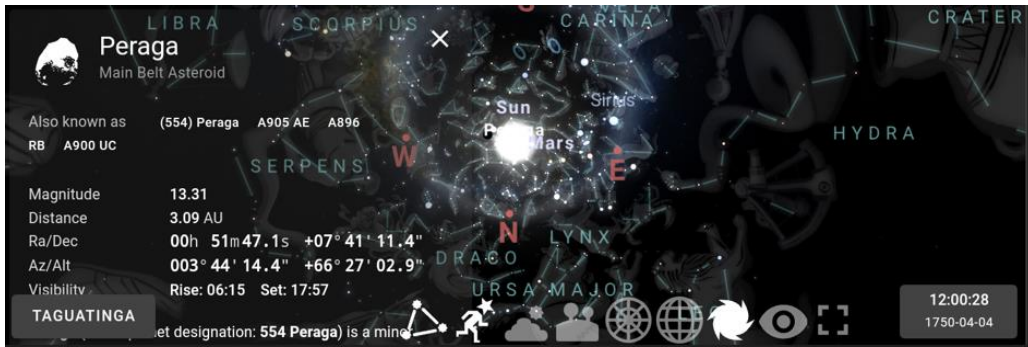 LIBRA
SCORPIUS
CARINA
CRATER
Peraga
Main Belt Asteroid
Also known as (554) Peraga A905 AE A896
RB A900 UC
Sun
Sirius
Peraga
Mars
HYDRA
W
E
SERPENS
Magnitude 13.31
Distance 3.09 AU
Ra/Dec 00h 51m47.1s +07° 41' 11.4"
Az/Alt 003° 44' 14.4" +66° 27' 02.9"
Visibility Rise: 06:15 Set: 17:57
N
LYNX
DRACO
URSA MAJOR
TAGUATINGA
et designation: 554 Peraga) is a mino
12:00:28
1750-04-04